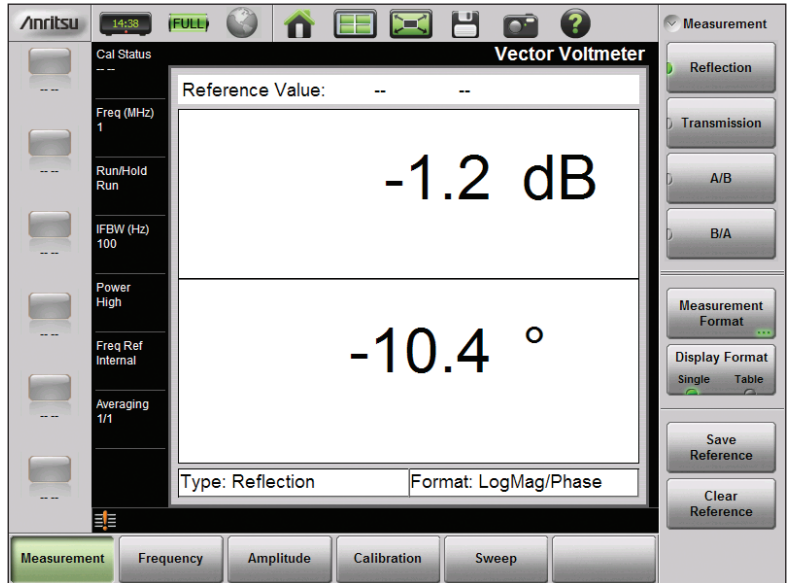 Anritsu
14:38
FULL
?
Measurement
Cal Status
-- --
Vector Voltmeter
Reflection
Reference Value: -- --
-- --
Freq (MHz)
1
Transmission
-1.2 dB
-- --
Run/Hold
Run
A/B
IFBW (Hz)
100
B/A
-- --
Power
High
Measurement
Format
-- --
Freq Ref
Internal
-10.4 °
Display Format
Single Table
Averaging
1/1
-- --
Save
Reference
Type: Reflection
Format: LogMag/Phase
-- --
Clear
Reference
Measurement
Frequency
Amplitude
Calibration
Sweep